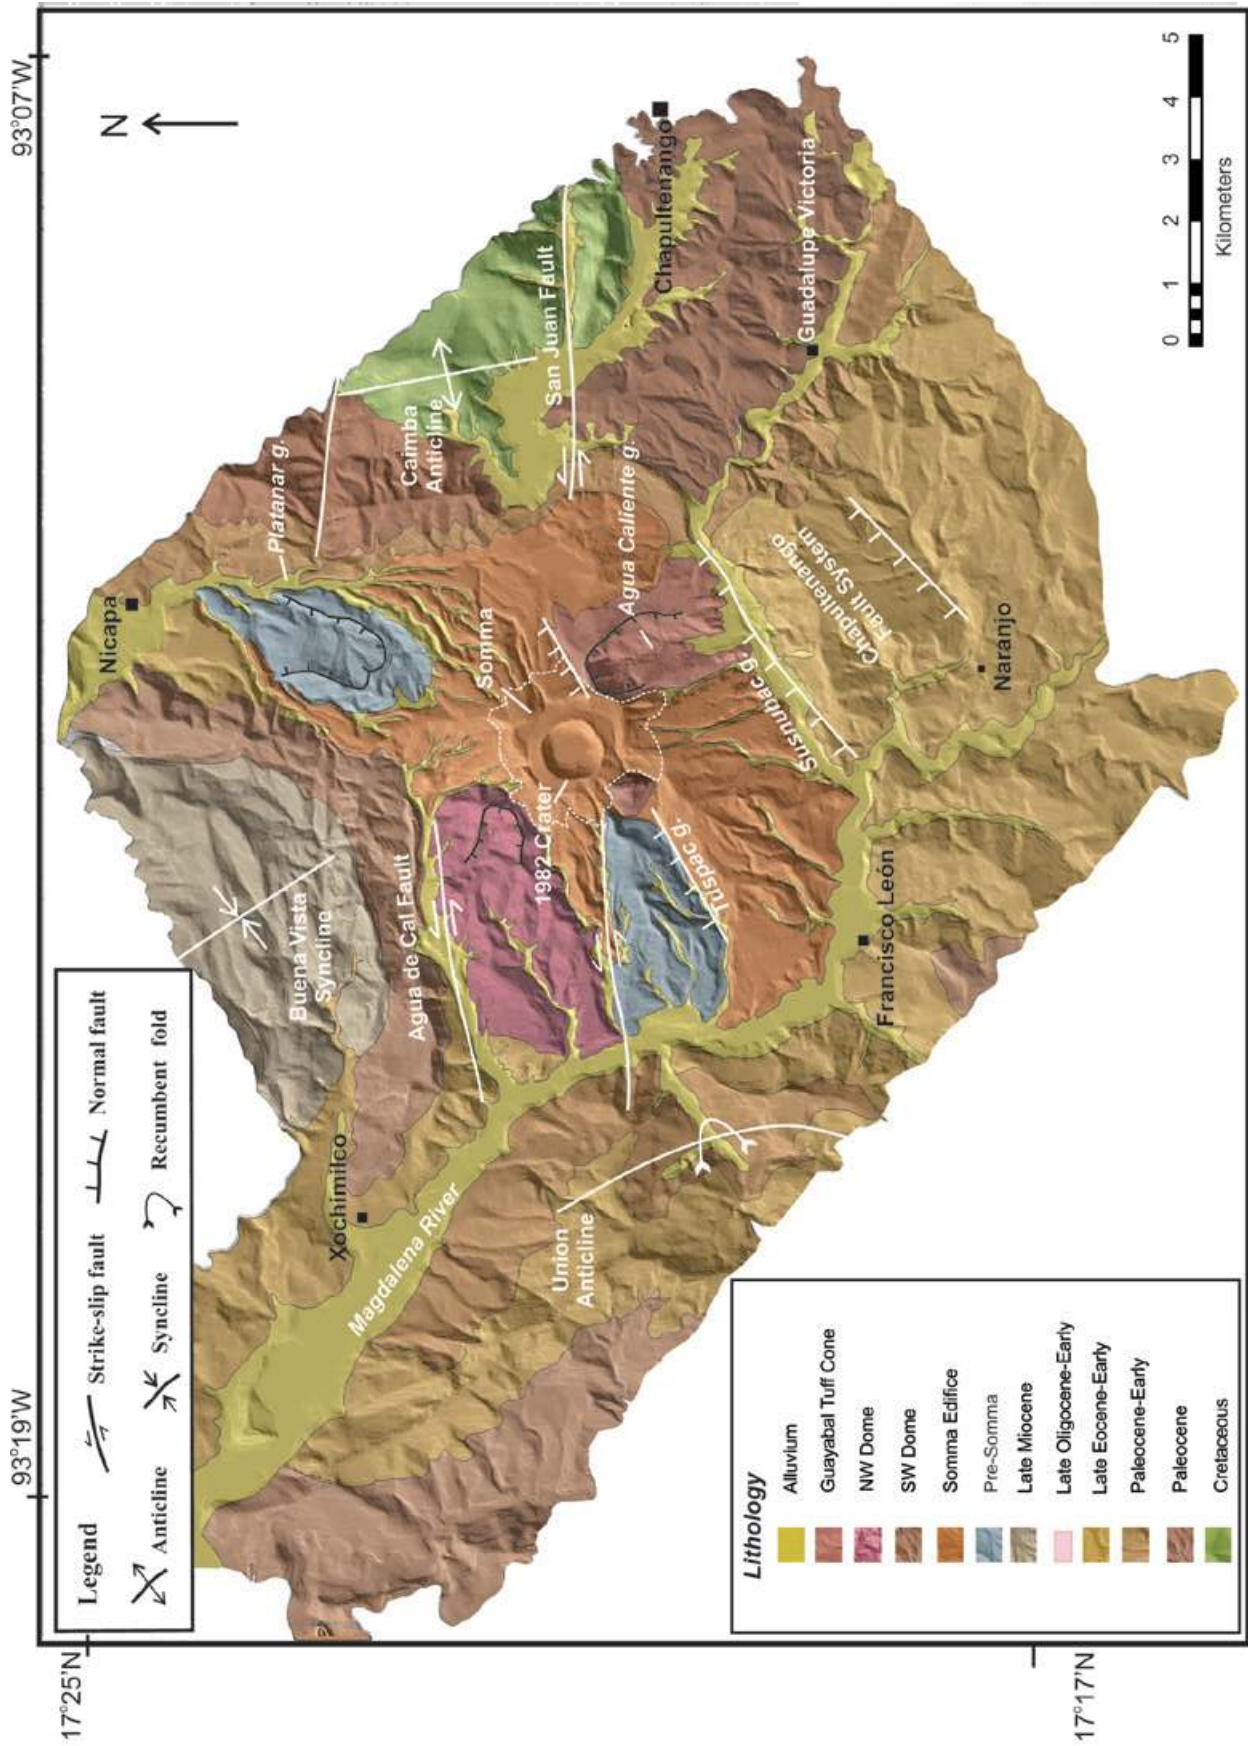 93°19'W
93°07'W
17°25'N
17°17'N
N
Legend
Anticline
Strike-slip fault
Syncline
Normal fault
Recumbent fold
Nicapa
Platanar g.
Buena Vista
Syncline
Xochimilco
Agua de Cal Fault
Somma
Caimba
Anticline
San Juan Fault
Magdalena River
1982 Crater
Agua Caliente g.
Chapultenango
Union
Anticline
Tuspac g.
Susnubac g.
Chapultenango
Fault System
Guadalupe Victoria
Francisco León
Naranjo
Lithology
Alluvium
Guayabal Tuff Cone
NW Dome
SW Dome
Somma Edifice
Pre-Somma
Late Miocene
Late Oligocene-Early
Late Eocene-Early
Paleocene-Early
Paleocene
Cretaceous
0 1 2 3 4 5
Kilometers